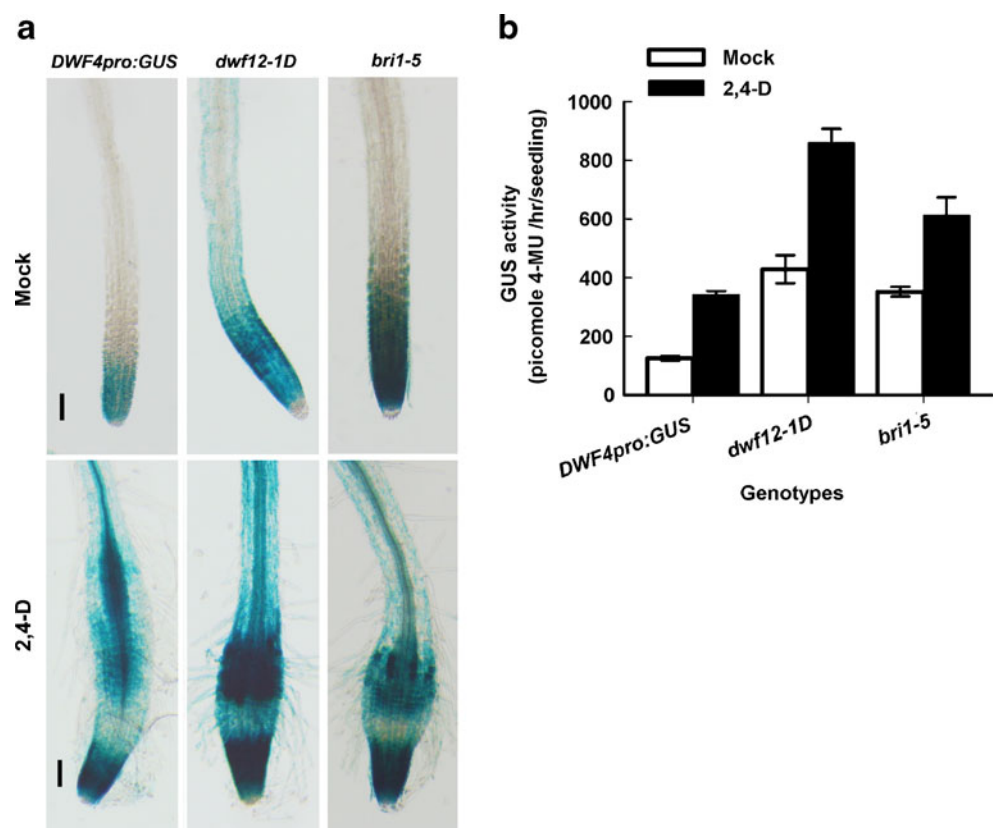 a
DWF4pro:GUS dwf12-1D bri1-5
Mock
2,4-D
b
Mock
2,4-D
GUS activity
(picomole 4-MU /hr/seedling)
1000
800
600
400
200
0
DWF4pro:GUS dwf12-1D bri1-5
Genotypes